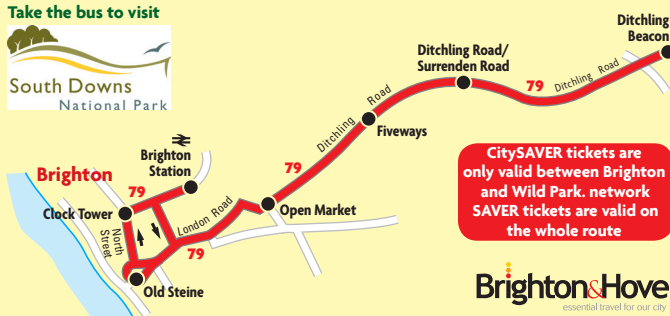 Take the bus to visit
South Downs
National Park
Ditchling
Beacon
Ditchling Road/
Surrenden Road
79
Ditchling Road
Ditchling Road
Fiveways
79
Brighton
Station
Brighton
79
Clock Tower
North
Street
London Road
79
Open Market
Old Steine
CitySAVER tickets are
only valid between Brighton
and Wild Park. network
SAVER tickets are valid on
the whole route
Brighton&Hove
essential travel for our city